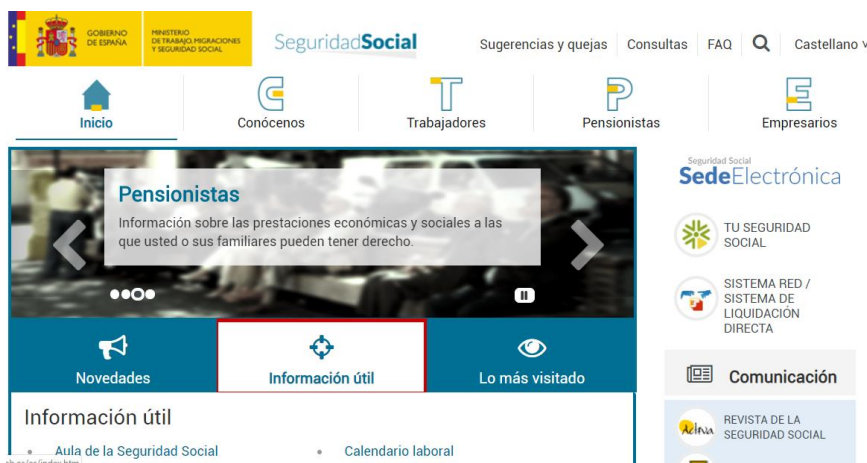 GOBIERNO
DE ESPAÑA
MINISTERIO
DE TRABAJO, MIGRACIONES
Y SEGURIDAD SOCIAL
SeguridadSocial
Sugerencias y quejas Consultas FAQ Castellano
Inicio Conócenos Trabajadores Pensionistas Empresarios
Pensionistas
Información sobre las prestaciones económicas y sociales a las
que usted o sus familiares pueden tener derecho.
Seguridad Social
SedeElectrónica
TU SEGURIDAD
SOCIAL
SISTEMA RED /
SISTEMA DE
LIQUIDACIÓN
DIRECTA
Novedades Información útil Lo más visitado
Comunicación
Información útil
Activa
REVISTA DE LA
SEGURIDAD SOCIAL
Aula de la Seguridad Social
Calendario laboral